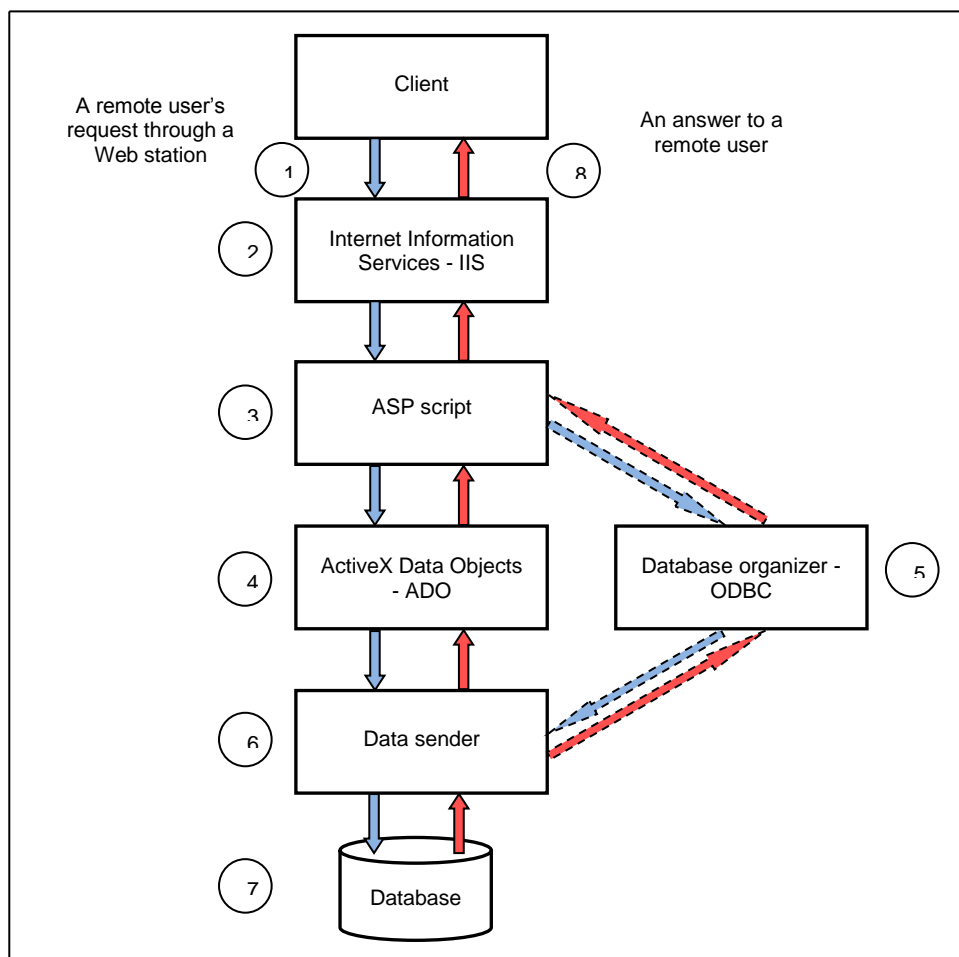 Client
A remote user's
request through a
Web station
An answer to a
remote user
1
8
Internet Information
Services - IIS
2
ASP script
3
ActiveX Data Objects
- ADO
4
Database organizer -
ODBC
5
Data sender
6
Database
7